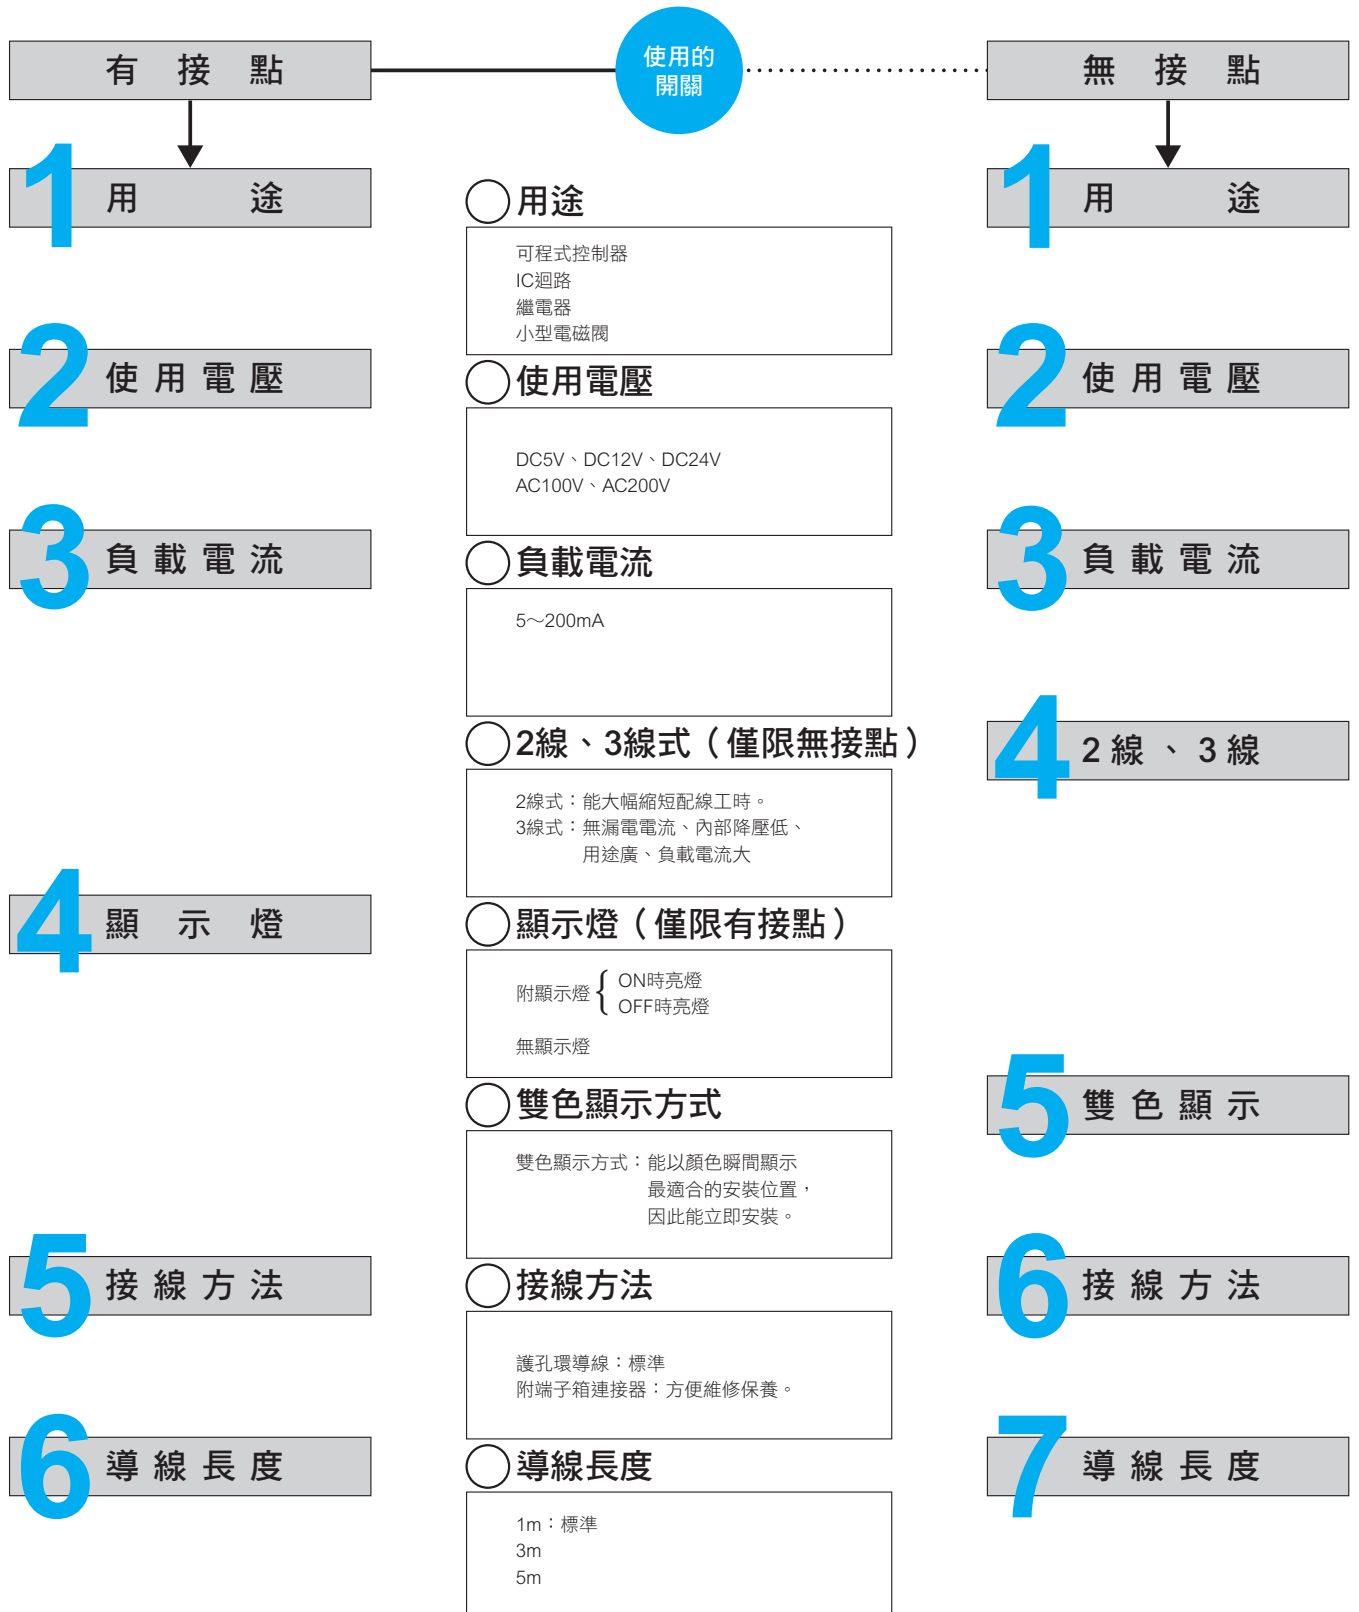 有接點
使用的
開關
無接點
1
用途
1
用途
用途
可程式控制器
IC迴路
繼電器
小型電磁閥
2
使用電壓
2
使用電壓
使用電壓
DC5V、DC12V、DC24V
AC100V、AC200V
3
負載電流
3
負載電流
負載電流
5～200mA
4
2線、3線
2線、3線式（僅限無接點）
2線式：能大幅縮短配線工時。
3線式：無漏電電流、內部降壓低、
用途廣、負載電流大
4
顯示燈
顯示燈（僅限有接點）
附顯示燈{ ON時亮燈
OFF時亮燈
無顯示燈
5
雙色顯示
雙色顯示方式
雙色顯示方式：能以顏色瞬間顯示
最適合的安裝位置，
因此能立即安裝。
5
接線方法
6
接線方法
接線方法
護孔環導線：標準
附端子箱連接器：方便維修保養。
6
導線長度
7
導線長度
導線長度
1m：標準
3m
5m